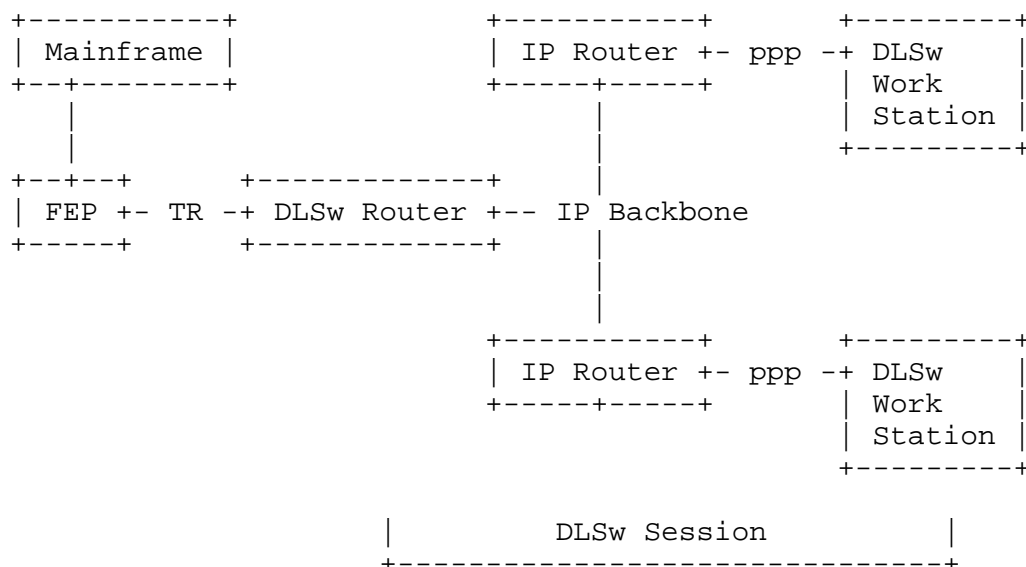 Mainframe IP Router ppp DLSw
Work
Station
FEP TR DLSw Router IP Backbone
IP Router ppp DLSw
Work
Station
DLSw Session